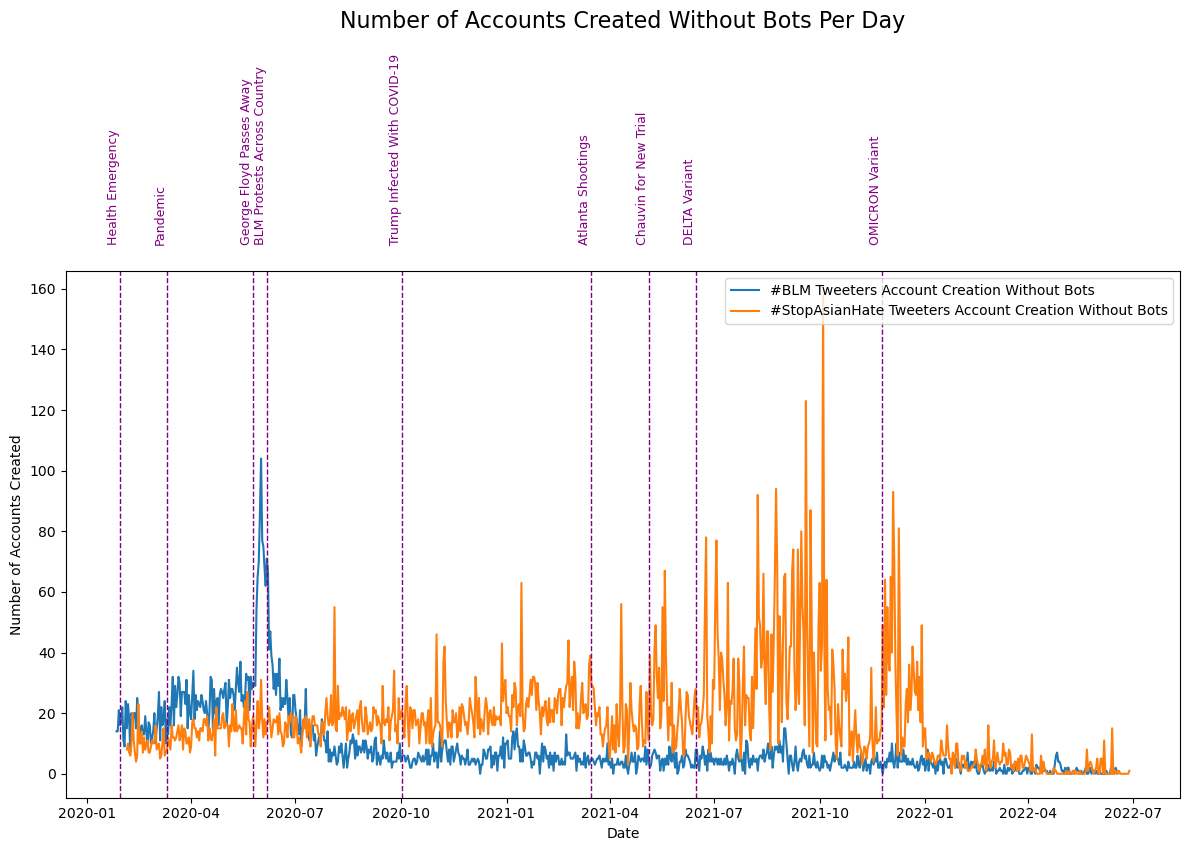 Number of Accounts Created Without Bots Per Day
Health Emergency
Pandemic
George Floyd Passes Away
BLM Protests Across Country
Trump Infected With COVID-19
Atlanta Shootings
Chauvin for New Trial
DELTA Variant
OMICRON Variant
#BLM Tweeters Account Creation Without Bots
#StopAsianHate Tweeters Account Creation Without Bots
Number of Accounts Created
160
140
120
100
80
60
40
20
0
2020-01
2020-04
2020-07
2020-10
2021-01
2021-04
2021-07
2021-10
2022-01
2022-04
2022-07
Date